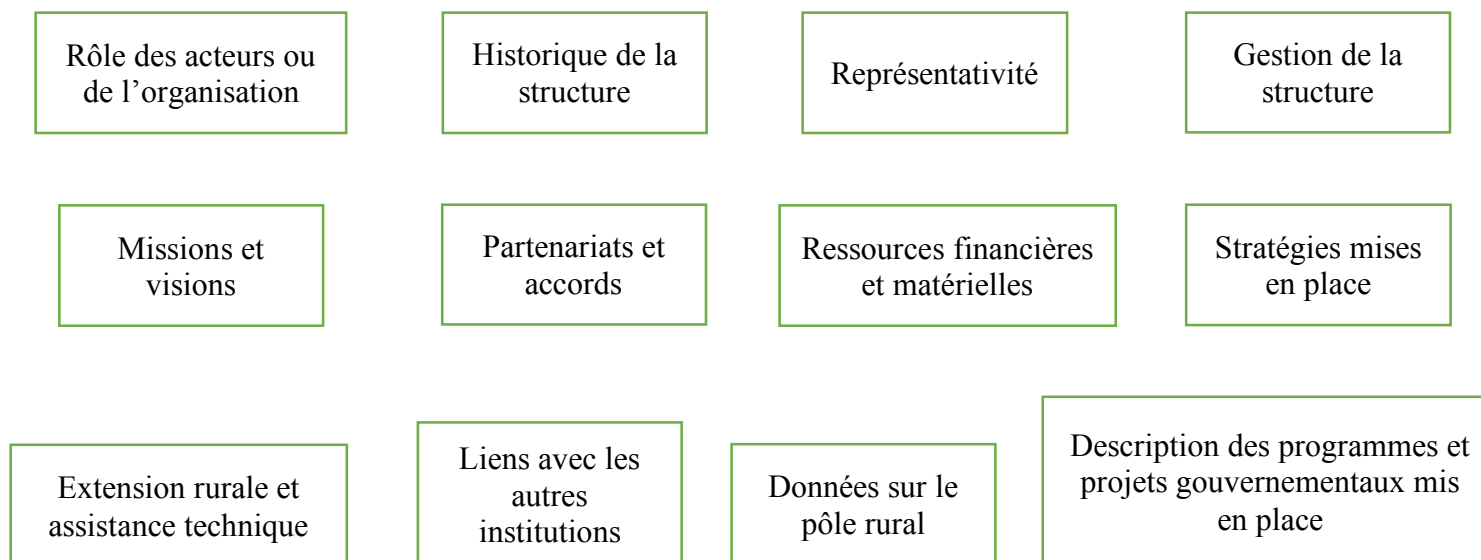 Rôle des acteurs ou
de l’organisation
Historique de la
structure
Représentativité
Gestion de la
structure
Missions et
visions
Partenariats et
accords
Ressources financières
et matérielles
Stratégies mises
en place
Extension rurale et
assistance technique
Liens avec les
autres
institutions
Données sur le
pôle rural
Description des programmes et
projets gouvernementaux mis
en place